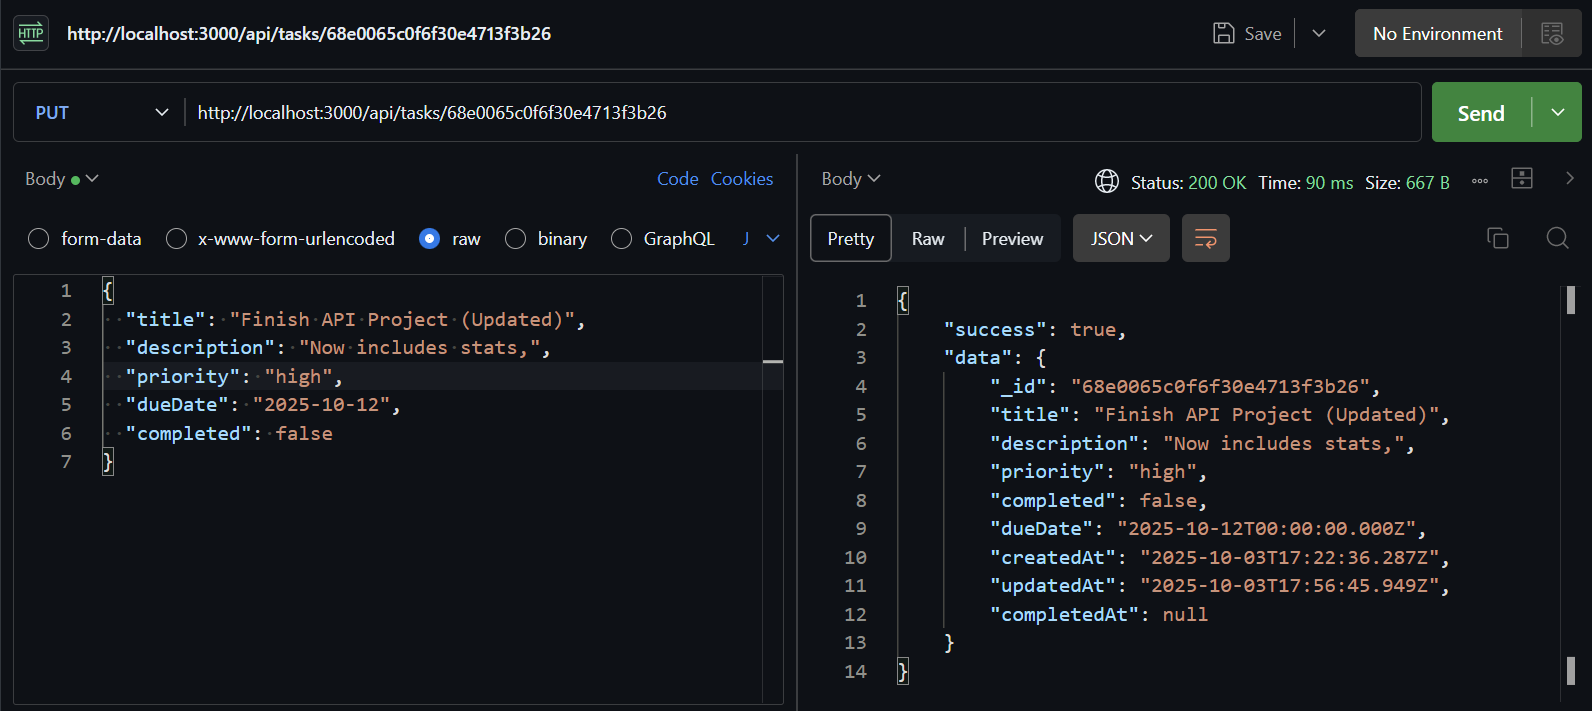 HTTP http://localhost:3000/api/tasks/68e0065c0f6f30e4713f3b26 Save No Environment
PUT http://localhost:3000/api/tasks/68e0065c0f6f30e4713f3b26 Send
Body Code Cookies
form-data x-www-form-urlencoded raw binary GraphQL J
1 {
2 "title": "Finish API Project (Updated)",
3 "description": "Now includes stats,",
4 "priority": "high",
5 "dueDate": "2025-10-12",
6 "completed": false
7 }
Body Status: 200 OK Time: 90 ms Size: 667 B
Pretty Raw Preview JSON
1 {
2 "success": true,
3 "data": {
4 "_id": "68e0065c0f6f30e4713f3b26",
5 "title": "Finish API Project (Updated)",
6 "description": "Now includes stats,",
7 "priority": "high",
8 "completed": false,
9 "dueDate": "2025-10-12T00:00:00.000Z",
10 "createdAt": "2025-10-03T17:22:36.287Z",
11 "updatedAt": "2025-10-03T17:56:45.949Z",
12 "completedAt": null
13 }
14 }